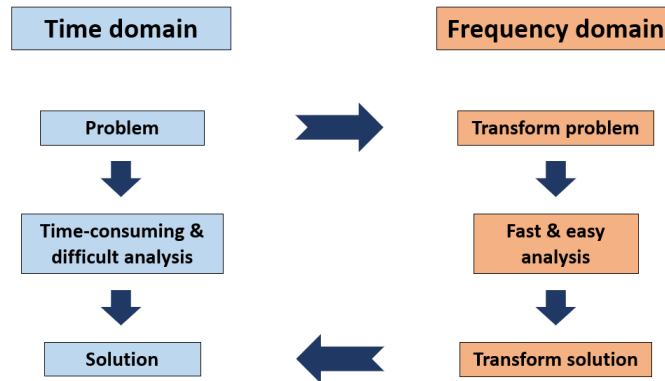 Time domain
Frequency domain
Problem
Transform problem
Time-consuming &
difficult analysis
Fast & easy
analysis
Solution
Transform solution